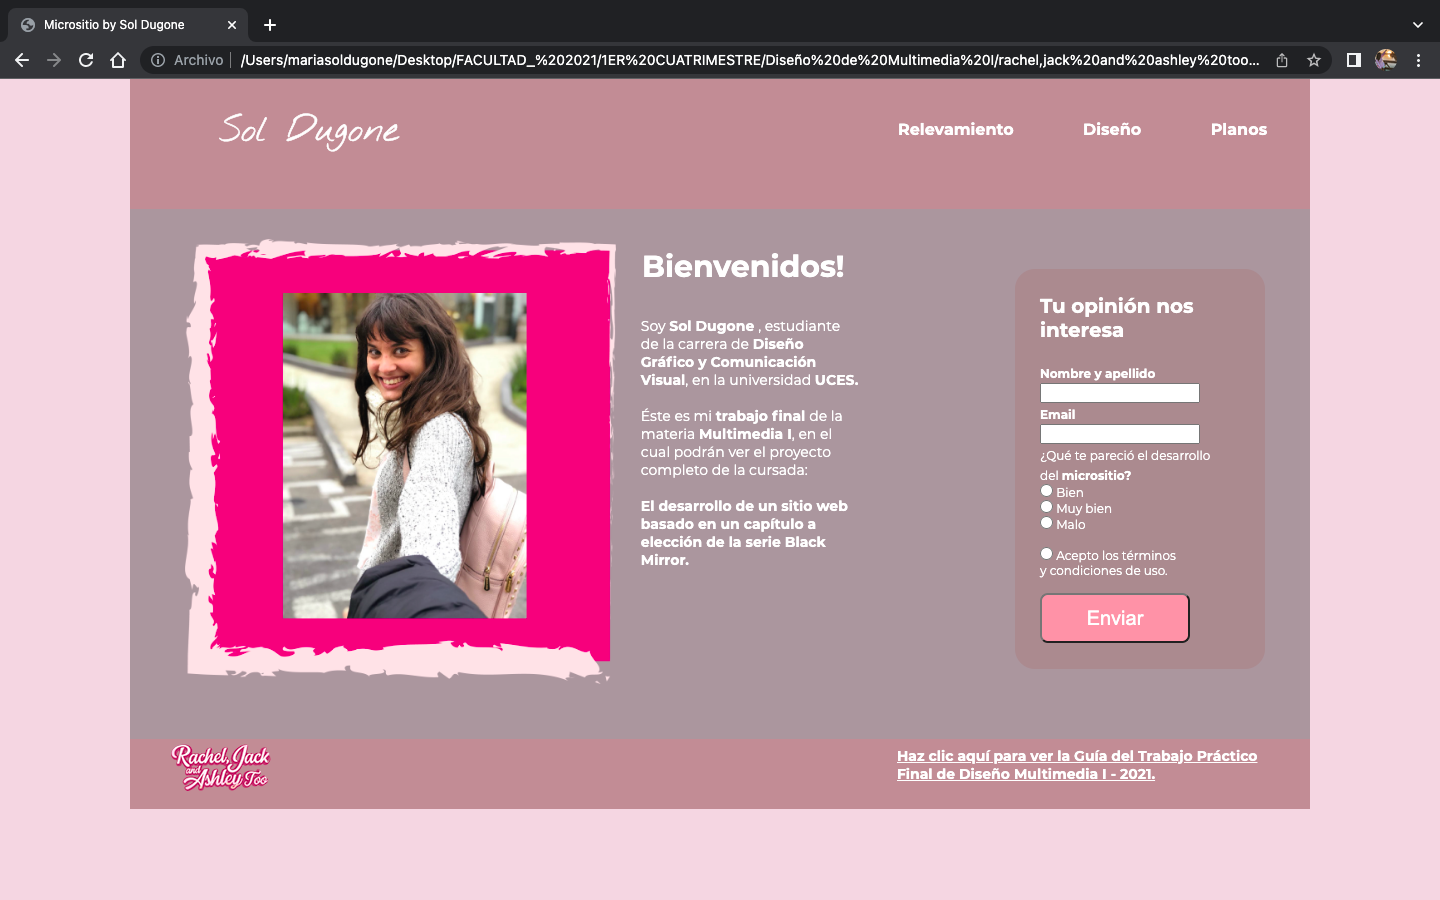 Micrositio by Sol Dugone
Archivo | /Users/mariasoldugone/Desktop/FACULTAD_%202021/1ER%20CUATRIMESTRE/Diseño%20de%20Multimedia%20I/rachel,jack%20and%20ashley%20too...
Sol Dugone
Relevamiento
Diseño
Planos
Bienvenidos!
Soy Sol Dugone , estudiante
de la carrera de Diseño
Gráfico y Comunicación
Visual, en la universidad UCES.
Éste es mi trabajo final de la
materia Multimedia I, en el
cual podrán ver el proyecto
completo de la cursada:
El desarrollo de un sitio web
basado en un capítulo a
elección de la serie Black
Mirror.
Tu opinión nos
interesa
Nombre y apellido
Email
¿Qué te pareció el desarrollo
del micrositio?
Bien
Muy bien
Malo
Acepto los términos
y condiciones de uso.
Enviar
Rachel, Jack
and
Ashley Too
Haz clic aquí para ver la Guía del Trabajo Práctico
Final de Diseño Multimedia I - 2021.